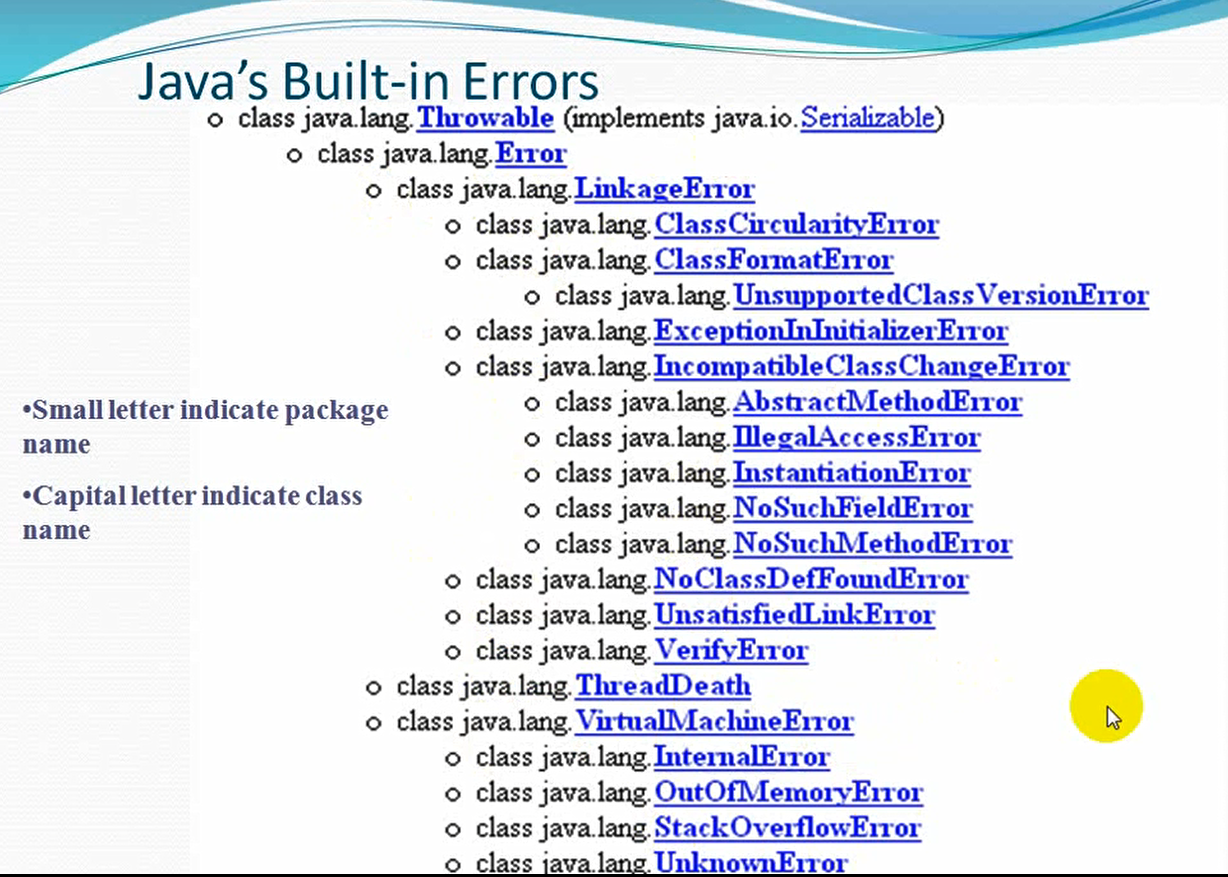 Java's Built-in Errors
class java.lang.Throwable (implements java.io.Serializable)
class java.lang.Error
class java.lang.LinkageError
class java.lang.ClassCircularityError
class java.lang.ClassFormatError
class java.lang.UnsupportedClassVersionError
class java.lang.ExceptionInInitializerError
class java.lang.IncompatibleClassChangeError
class java.lang.AbstractMethodError
class java.lang.IllegalAccessError
class java.lang.InstantiationError
class java.lang.NoSuchFieldError
class java.lang.NoSuchMethodError
class java.lang.NoClassDefFoundError
class java.lang.UnsatisfiedLinkError
class java.lang.VerifyError
class java.lang.ThreadDeath
class java.lang.VirtualMachineError
class java.lang.InternalError
class java.lang.OutOfMemoryError
class java.lang.StackOverflowError
class java.lang.UnknownError
•Small letter indicate package
name
•Capital letter indicate class
name